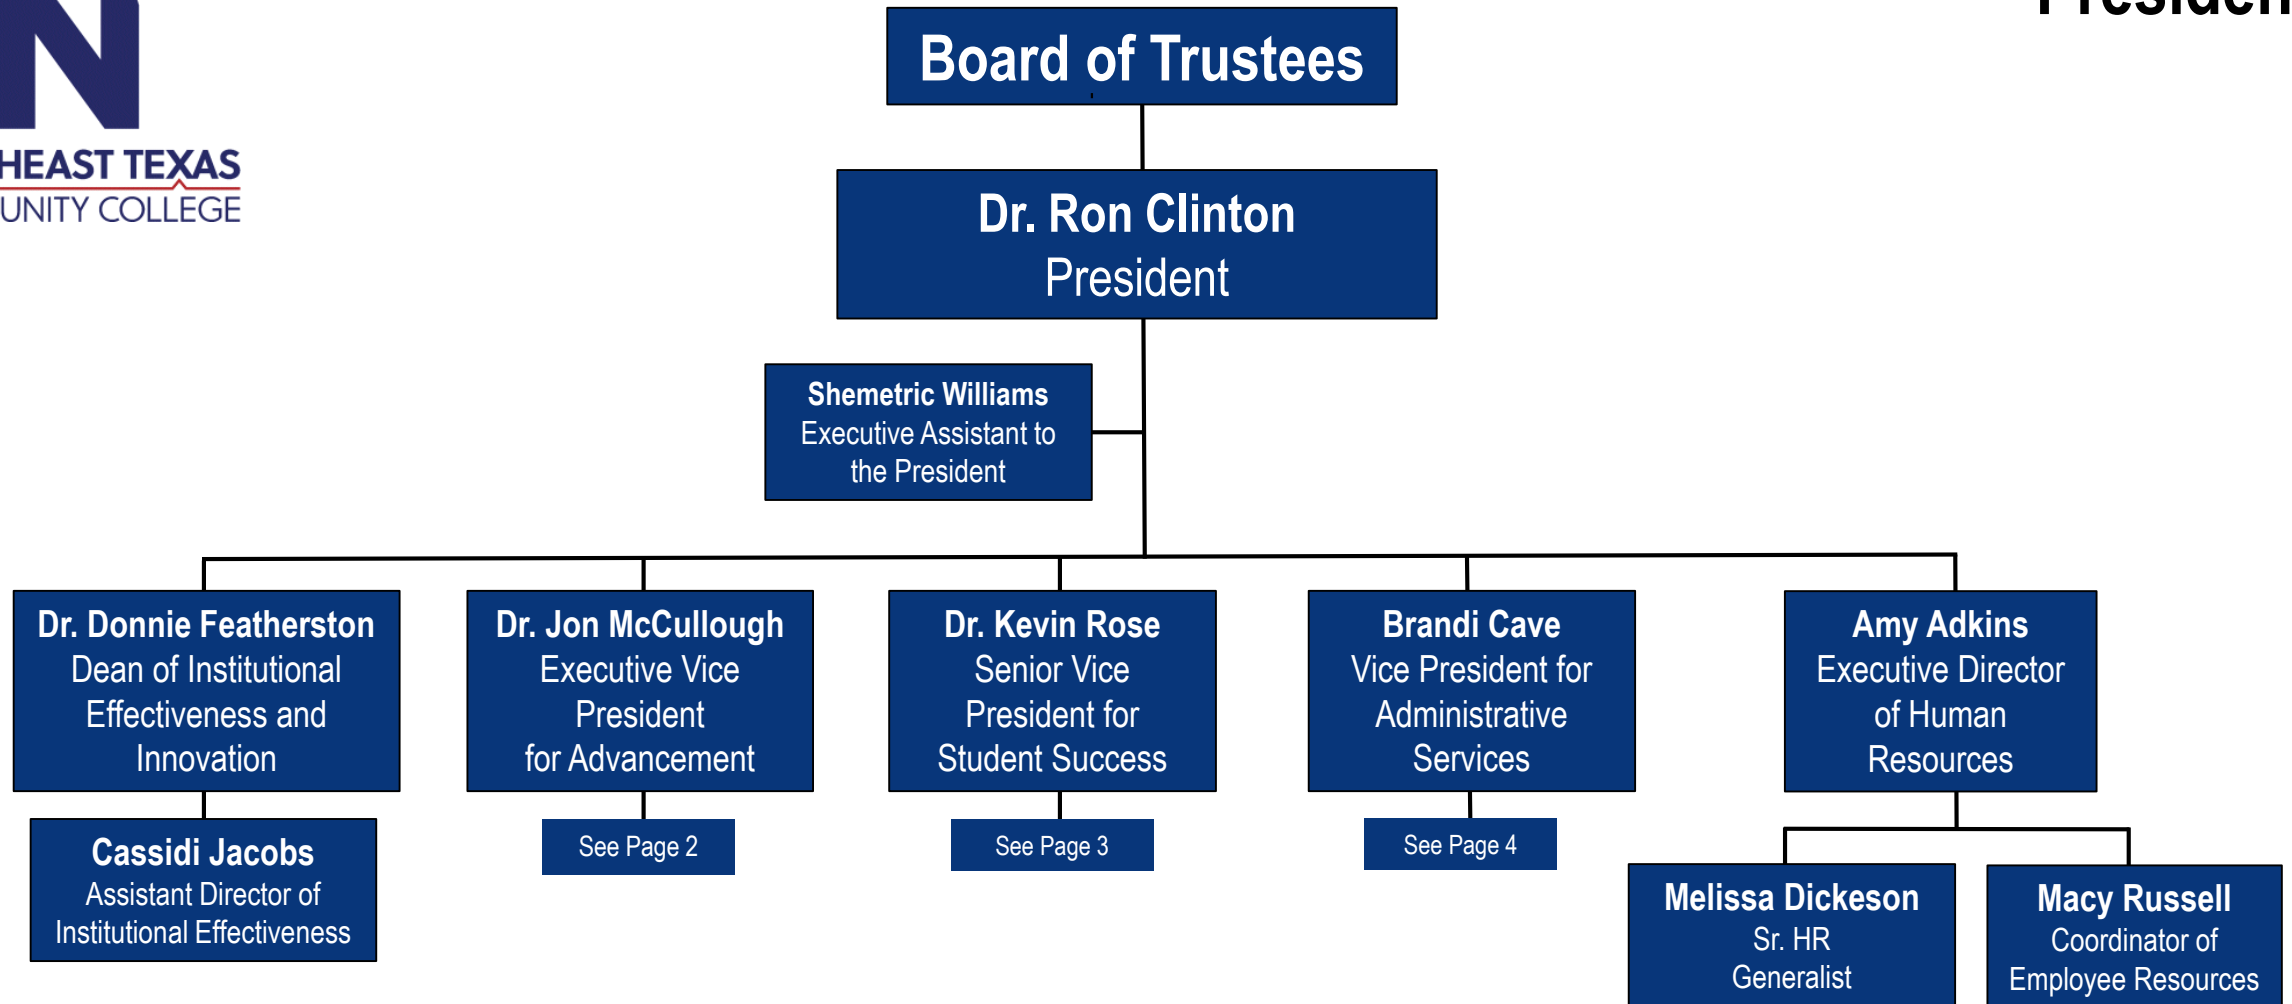 Presiden
HEAST TEXAS
UNITY COLLEGE
Board of Trustees
Dr. Ron Clinton
President
Shemetric Williams
Executive Assistant to
the President
Dr. Donnie Featherston
Dean of Institutional
Effectiveness and
Innovation
Dr. Jon McCullough
Executive Vice
President
for Advancement
Dr. Kevin Rose
Senior Vice
President for
Student Success
Brandi Cave
Vice President for
Administrative
Services
Amy Adkins
Executive Director
of Human
Resources
Cassidi Jacobs
Assistant Director of
Institutional Effectiveness
See Page 2
See Page 3
See Page 4
Melissa Dickeson
Sr. HR
Generalist
Macy Russell
Coordinator of
Employee Resources